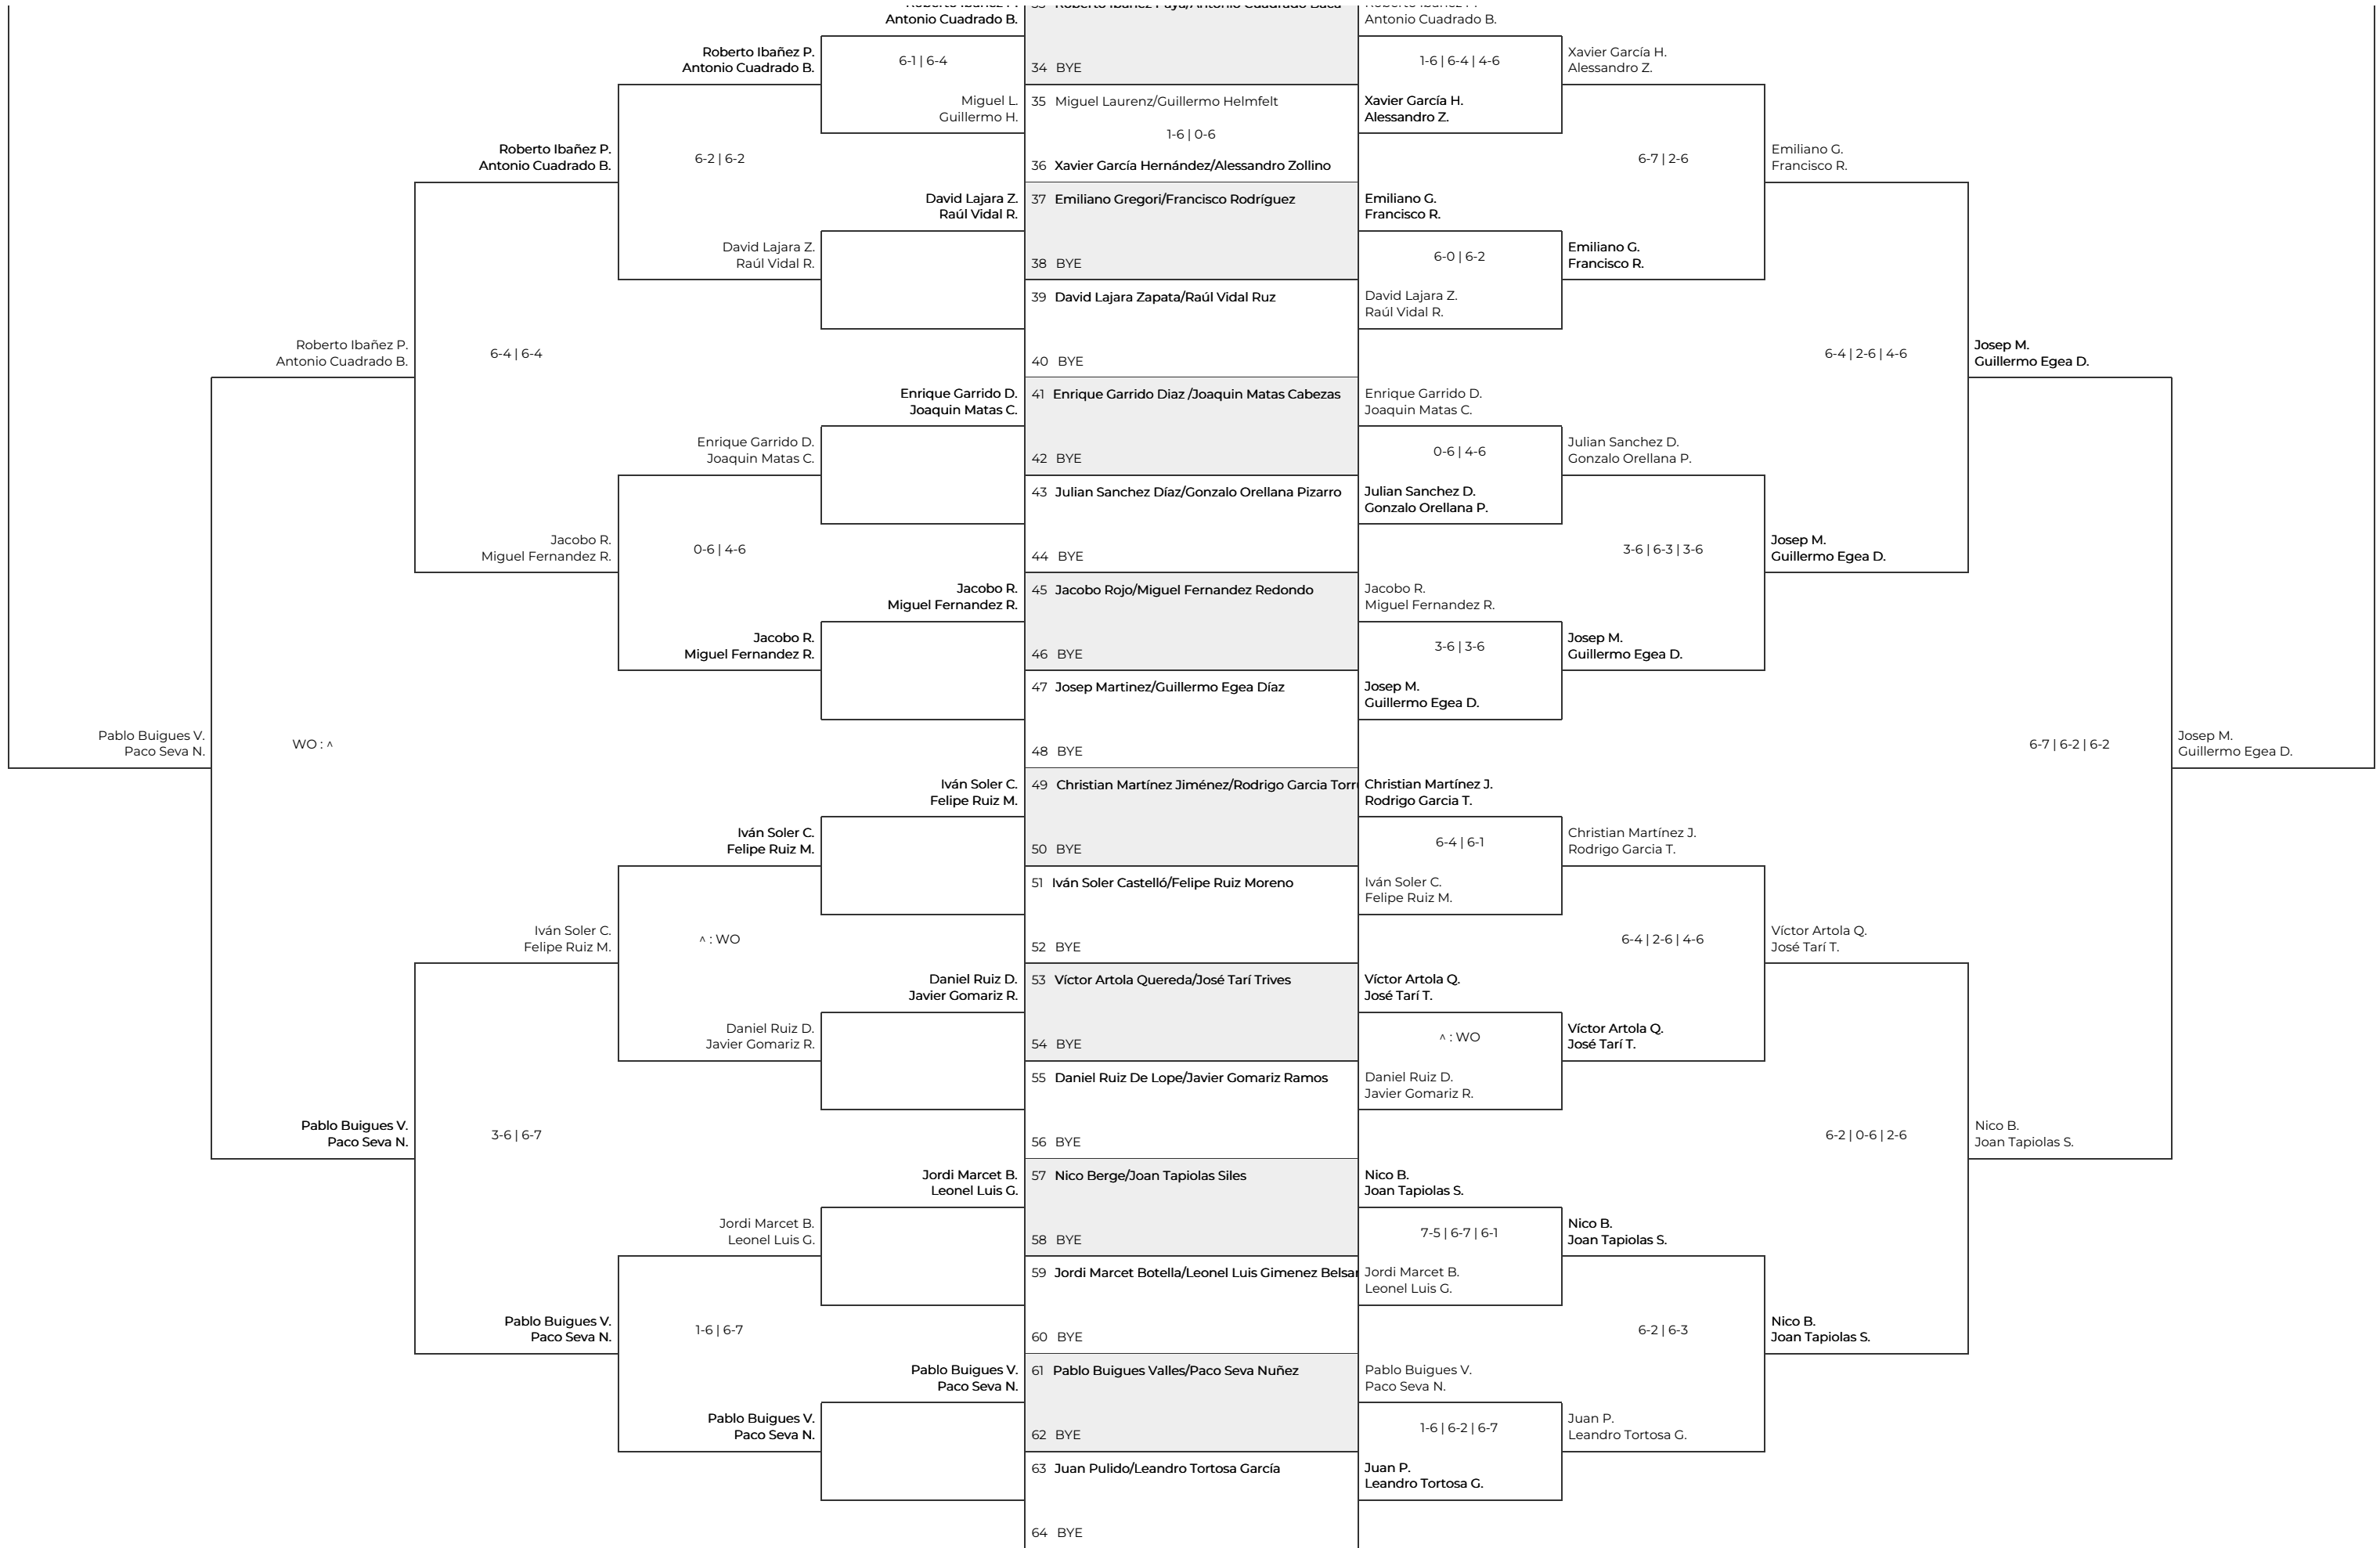 Antonio Cuadrado B.
Antonio Cuadrado B.
Roberto Ibañez P.
Antonio Cuadrado B.
6-1 | 6-4
34 BYE
1-6 | 6-4 | 4-6
Xavier García H.
Alessandro Z.
Miguel L.
Guillermo H.
35 Miguel Laurenz/Guillermo Helmfelt
1-6 | 0-6
36 Xavier García Hernández/Alessandro Zollino
Xavier García H.
Alessandro Z.
Roberto Ibañez P.
Antonio Cuadrado B.
6-2 | 6-2
6-7 | 2-6
Emiliano G.
Francisco R.
David Lajara Z.
Raúl Vidal R.
37 Emiliano Gregori/Francisco Rodríguez
Emiliano G.
Francisco R.
David Lajara Z.
Raúl Vidal R.
38 BYE
6-0 | 6-2
Emiliano G.
Francisco R.
39 David Lajara Zapata/Raúl Vidal Ruz
David Lajara Z.
Raúl Vidal R.
Roberto Ibañez P.
Antonio Cuadrado B.
6-4 | 6-4
40 BYE
6-4 | 2-6 | 4-6
Josep M.
Guillermo Egea D.
Enrique Garrido D.
Joaquin Matas C.
41 Enrique Garrido Diaz /Joaquin Matas Cabezas
Enrique Garrido D.
Joaquin Matas C.
Enrique Garrido D.
Joaquin Matas C.
42 BYE
0-6 | 4-6
Julian Sanchez D.
Gonzalo Orellana P.
43 Julian Sanchez Díaz/Gonzalo Orellana Pizarro
Julian Sanchez D.
Gonzalo Orellana P.
Jacobo R.
Miguel Fernandez R.
0-6 | 4-6
44 BYE
3-6 | 6-3 | 3-6
Josep M.
Guillermo Egea D.
Jacobo R.
Miguel Fernandez R.
45 Jacobo Rojo/Miguel Fernandez Redondo
Jacobo R.
Miguel Fernandez R.
Jacobo R.
Miguel Fernandez R.
46 BYE
3-6 | 3-6
Josep M.
Guillermo Egea D.
47 Josep Martinez/Guillermo Egea Díaz
Josep M.
Guillermo Egea D.
Pablo Buigues V.
Paco Seva N.
WO : ^
48 BYE
6-7 | 6-2 | 6-2
Josep M.
Guillermo Egea D.
Iván Soler C.
Felipe Ruiz M.
49 Christian Martínez Jiménez/Rodrigo Garcia Torr
Christian Martínez J.
Rodrigo Garcia T.
Iván Soler C.
Felipe Ruiz M.
50 BYE
6-4 | 6-1
Christian Martínez J.
Rodrigo Garcia T.
51 Iván Soler Castelló/Felipe Ruiz Moreno
Iván Soler C.
Felipe Ruiz M.
Iván Soler C.
Felipe Ruiz M.
^ : WO
52 BYE
6-4 | 2-6 | 4-6
Víctor Artola Q.
José Tarí T.
Daniel Ruiz D.
Javier Gomariz R.
53 Víctor Artola Quereda/José Tarí Trives
Víctor Artola Q.
José Tarí T.
Daniel Ruiz D.
Javier Gomariz R.
54 BYE
^ : WO
Víctor Artola Q.
José Tarí T.
55 Daniel Ruiz De Lope/Javier Gomariz Ramos
Daniel Ruiz D.
Javier Gomariz R.
Pablo Buigues V.
Paco Seva N.
3-6 | 6-7
56 BYE
6-2 | 0-6 | 2-6
Nico B.
Joan Tapiolas S.
Jordi Marcet B.
Leonel Luis G.
57 Nico Berge/Joan Tapiolas Siles
Nico B.
Joan Tapiolas S.
Jordi Marcet B.
Leonel Luis G.
58 BYE
7-5 | 6-7 | 6-1
Nico B.
Joan Tapiolas S.
59 Jordi Marcet Botella/Leonel Luis Gimenez Belsar
Jordi Marcet B.
Leonel Luis G.
Pablo Buigues V.
Paco Seva N.
1-6 | 6-7
60 BYE
6-2 | 6-3
Nico B.
Joan Tapiolas S.
Pablo Buigues V.
Paco Seva N.
61 Pablo Buigues Valles/Paco Seva Nuñez
Pablo Buigues V.
Paco Seva N.
Pablo Buigues V.
Paco Seva N.
62 BYE
1-6 | 6-2 | 6-7
Juan P.
Leandro Tortosa G.
63 Juan Pulido/Leandro Tortosa García
Juan P.
Leandro Tortosa G.
64 BYE